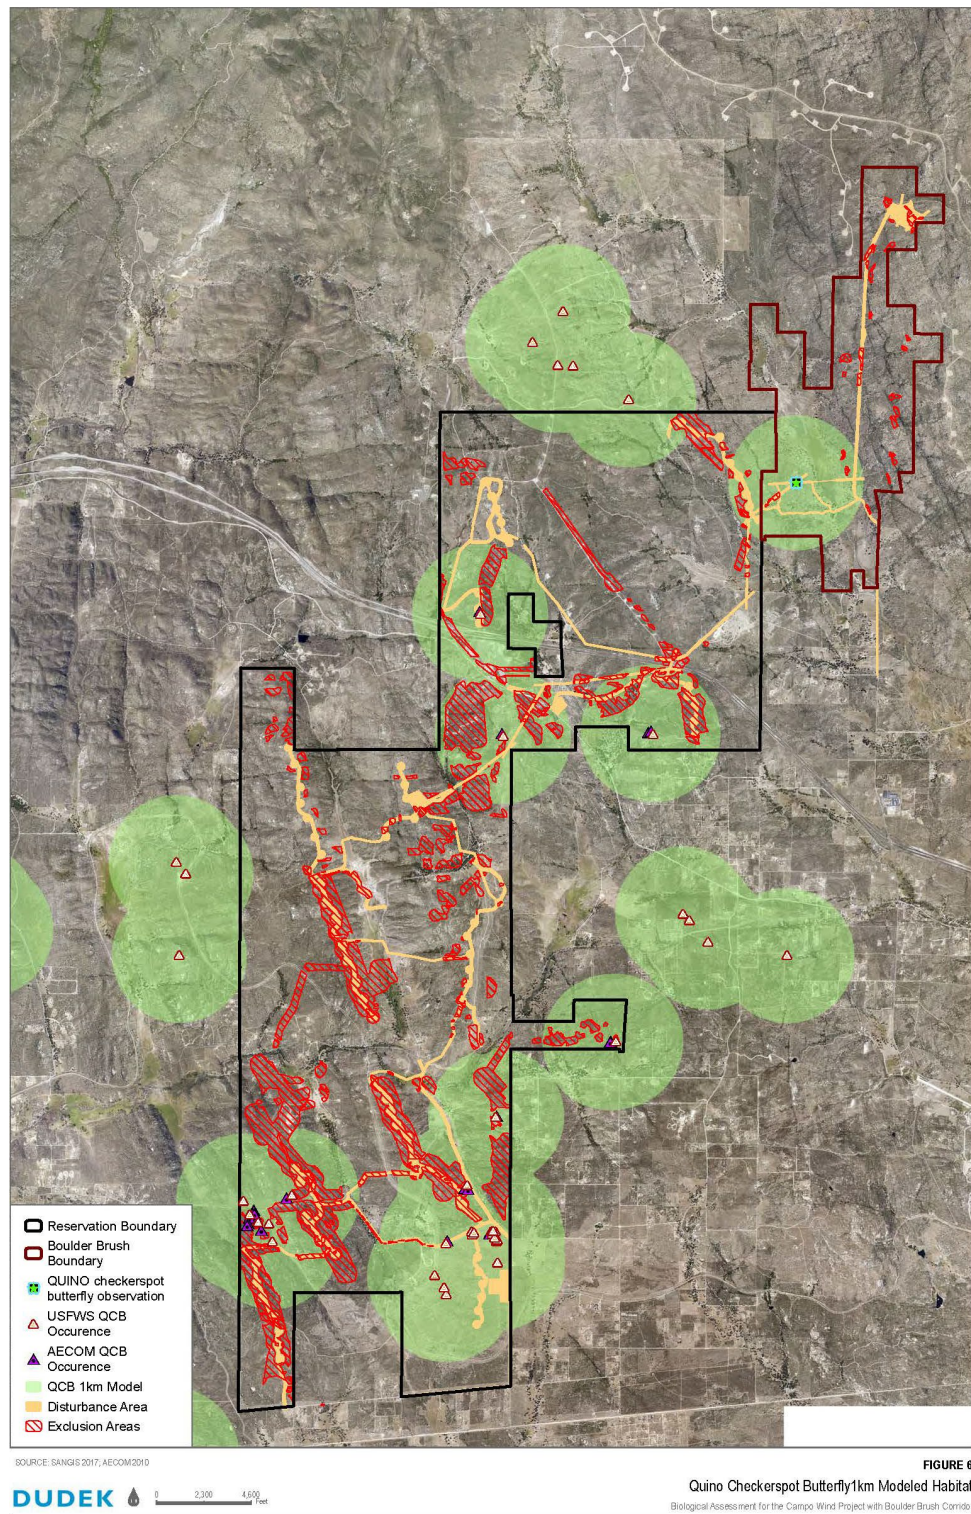 Reservation Boundary
Boulder Brush
Boundary
QUINO checkerspot
butterfly observation
USFWS QCB
Occurence
AECOM QCB
Occurence
QCB 1km Model
Disturbance Area
Exclusion Areas
SOURCE: SANGIS 2017; AECOM 2010
DUDEK
0 2,300 4,600
Feet
FIGURE 6
Quino Checkerspot Butterfly1km Modeled Habitat
Biological Assessment for the Campo Wind Project with Boulder Brush Corrido